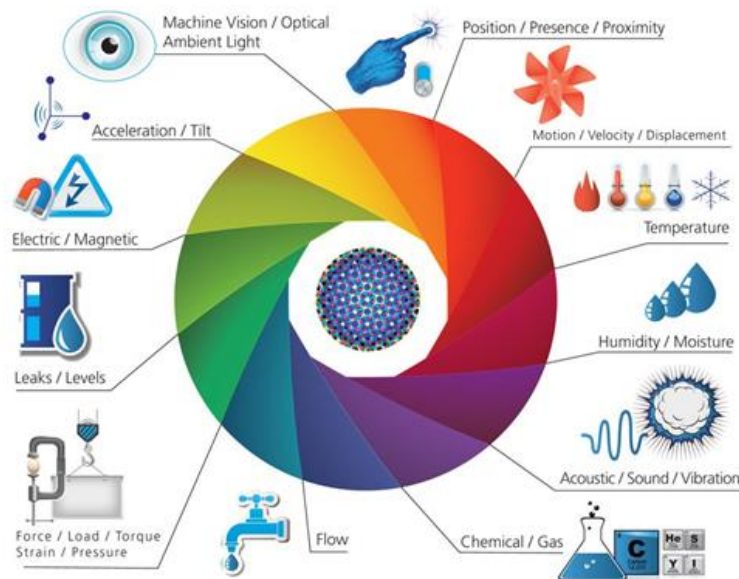 Machine Vision / Optical
Ambient Light
Position / Presence / Proximity
Acceleration / Tilt
Motion / Velocity / Displacement
Electric / Magnetic
Temperature
Humidity / Moisture
Leaks / Levels
Acoustic / Sound / Vibration
Force / Load / Torque
Strain / Pressure
Flow
Chemical / Gas
C
He
S
Y
I